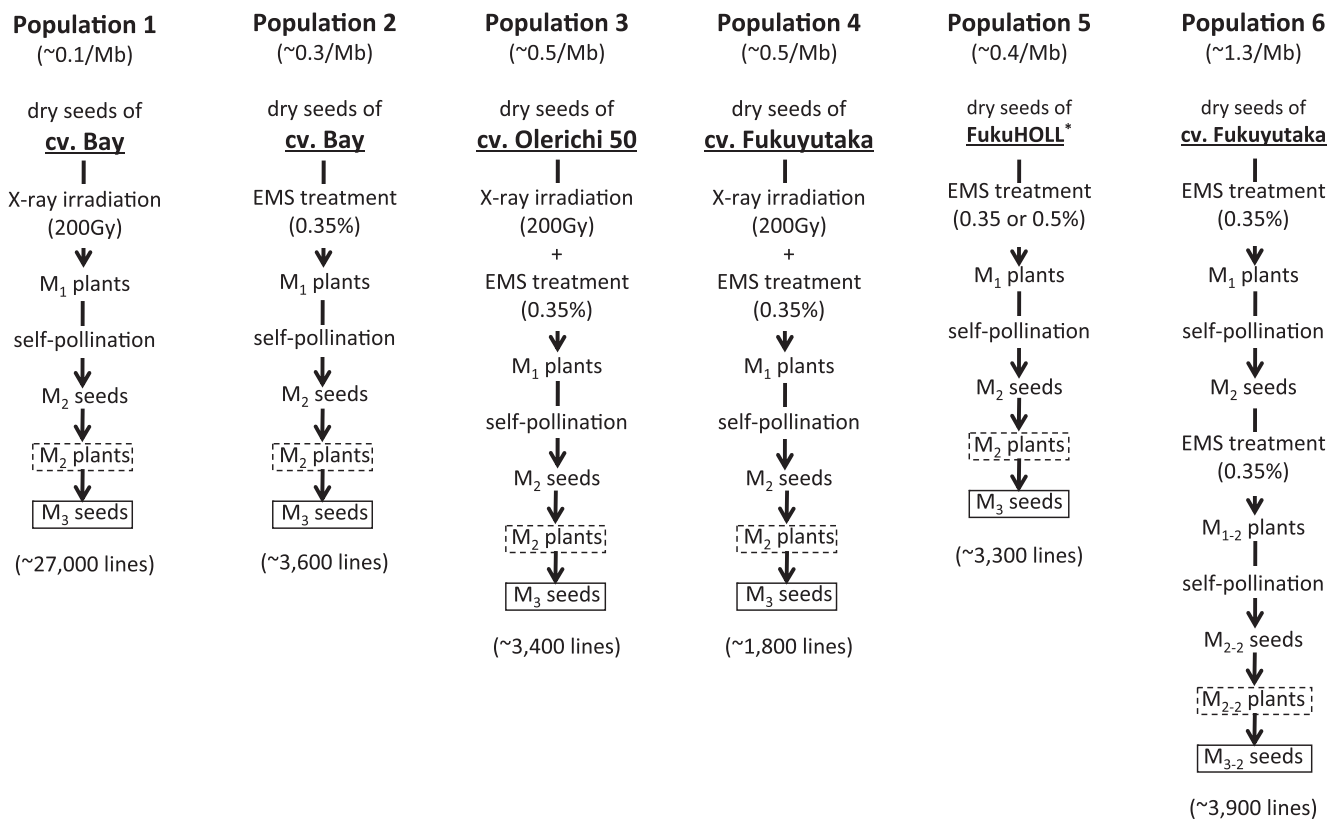 Population 1
(~0.1/Mb)
dry seeds of
cv. Bay
X-ray irradiation
(200Gy)
M1 plants
self-pollination
M2 seeds
M2 plants
M3 seeds
(~27,000 lines)
Population 2
(~0.3/Mb)
dry seeds of
cv. Bay
EMS treatment
(0.35%)
M1 plants
self-pollination
M2 seeds
M2 plants
M3 seeds
(~3,600 lines)
Population 3
(~0.5/Mb)
dry seeds of
cv. Olerichi 50
X-ray irradiation
(200Gy)
+
EMS treatment
(0.35%)
M1 plants
self-pollination
M2 seeds
M2 plants
M3 seeds
(~3,400 lines)
Population 4
(~0.5/Mb)
dry seeds of
cv. Fukuyutaka
X-ray irradiation
(200Gy)
+
EMS treatment
(0.35%)
M1 plants
self-pollination
M2 seeds
M2 plants
M3 seeds
(~1,800 lines)
Population 5
(~0.4/Mb)
dry seeds of
FukuHOLL*
EMS treatment
(0.35 or 0.5%)
M1 plants
self-pollination
M2 seeds
M2 plants
M3 seeds
(~3,300 lines)
Population 6
(~1.3/Mb)
dry seeds of
cv. Fukuyutaka
EMS treatment
(0.35%)
M1 plants
self-pollination
M2 seeds
EMS treatment
(0.35%)
M1-2 plants
self-pollination
M2-2 seeds
M2-2 plants
M3-2 seeds
(~3,900 lines)